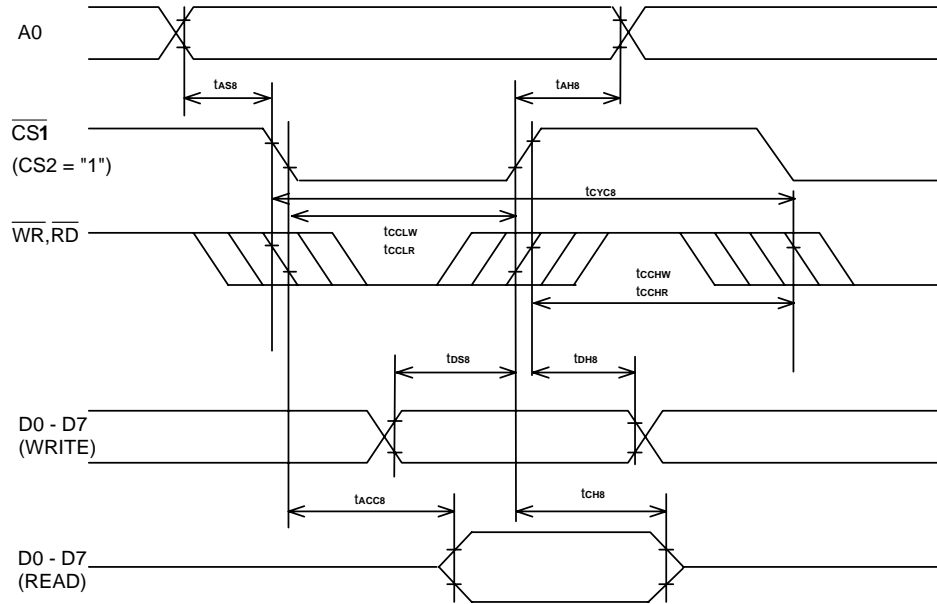 A0
tAS8
tAH8
CS1
(CS2 = "1")
tCYC8
WR,RD
tCCLW
tCCLR
tCCHW
tCCHR
tDS8
tDH8
D0 - D7
(WRITE)
tACC8
tCH8
D0 - D7
(READ)